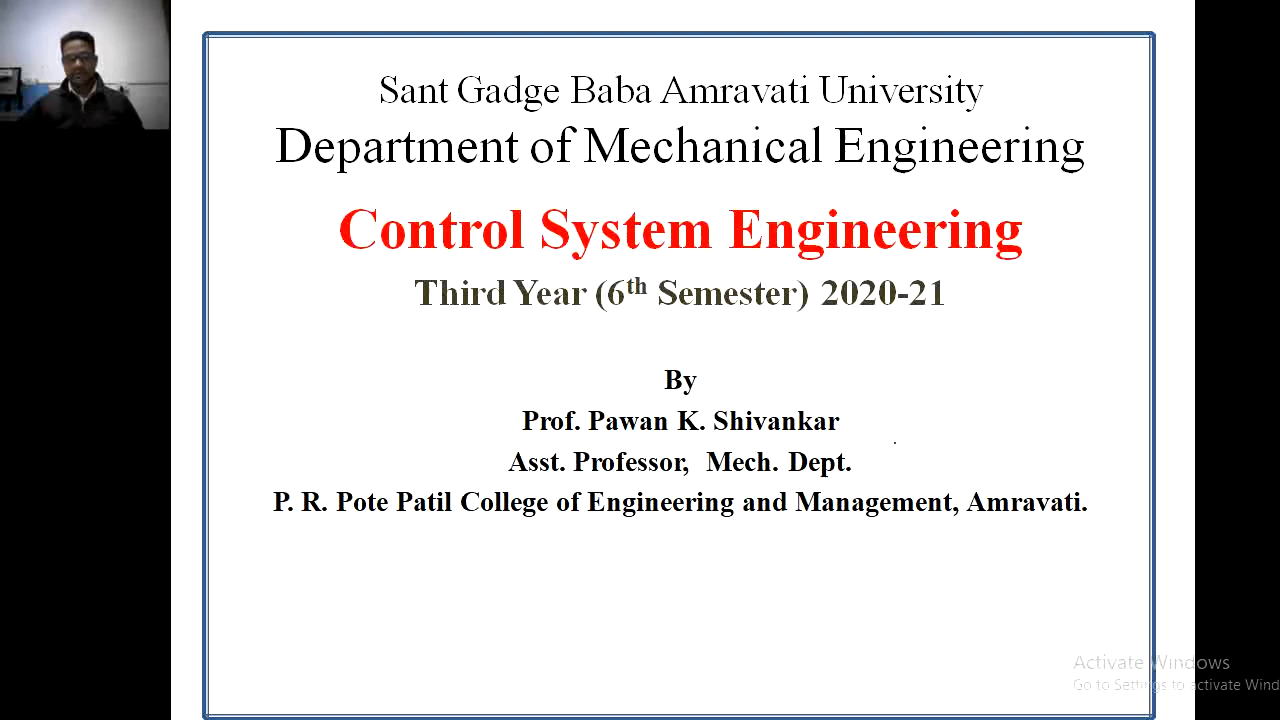 Sant Gadge Baba Amravati University
Department of Mechanical Engineering
Control System Engineering
Third Year (6th Semester) 2020-21
By
Prof. Pawan K. Shivankar
Asst. Professor, Mech. Dept.
P. R. Pote Patil College of Engineering and Management, Amravati.
Activate Windows
Go to Settings to activate Wind